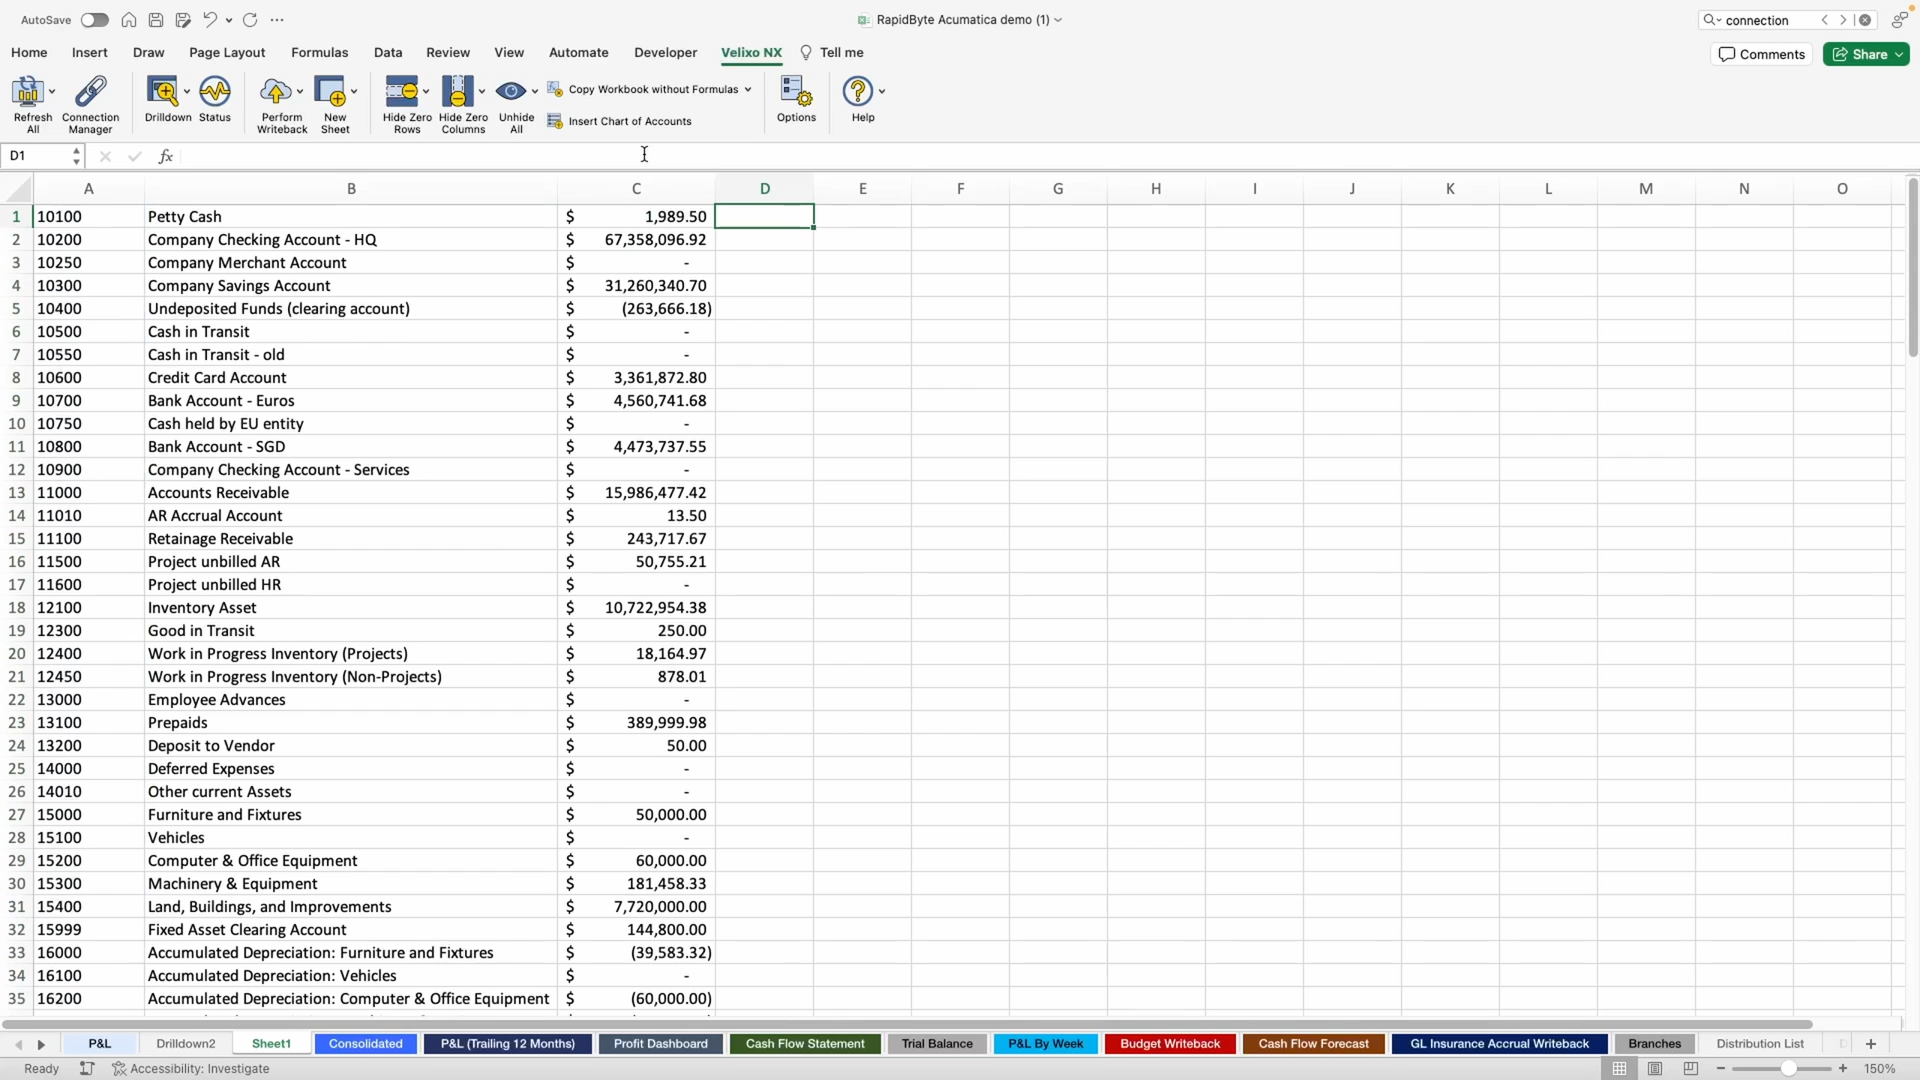 AutoSave
RapidByte Acumatica demo (1)
connection
Home Insert Draw Page Layout Formulas Data Review View Automate Developer Velixo NX Tell me
Comments Share
Refresh All
Connection Manager
Drilldown
Status
Perform Writeback
New Sheet
Hide Zero Rows
Hide Zero Columns
Unhide All
Copy Workbook without Formulas
Insert Chart of Accounts
Options
Help
D1 fx
A B C D E F G H I J K L M N O
1 10100 Petty Cash $ 1,989.50
2 10200 Company Checking Account - HQ $ 67,358,096.92
3 10250 Company Merchant Account $ -
4 10300 Company Savings Account $ 31,260,340.70
5 10400 Undeposited Funds (clearing account) $ (263,666.18)
6 10500 Cash in Transit $ -
7 10550 Cash in Transit - old $ -
8 10600 Credit Card Account $ 3,361,872.80
9 10700 Bank Account - Euros $ 4,560,741.68
10 10750 Cash held by EU entity $ -
11 10800 Bank Account - SGD $ 4,473,737.55
12 10900 Company Checking Account - Services $ -
13 11000 Accounts Receivable $ 15,986,477.42
14 11010 AR Accrual Account $ 13.50
15 11100 Retainage Receivable $ 243,717.67
16 11500 Project unbilled AR $ 50,755.21
17 11600 Project unbilled HR $ -
18 12100 Inventory Asset $ 10,722,954.38
19 12300 Good in Transit $ 250.00
20 12400 Work in Progress Inventory (Projects) $ 18,164.97
21 12450 Work in Progress Inventory (Non-Projects) $ 878.01
22 13000 Employee Advances $ -
23 13100 Prepaids $ 389,999.98
24 13200 Deposit to Vendor $ 50.00
25 14000 Deferred Expenses $ -
26 14010 Other current Assets $ -
27 15000 Furniture and Fixtures $ 50,000.00
28 15100 Vehicles $ -
29 15200 Computer & Office Equipment $ 60,000.00
30 15300 Machinery & Equipment $ 181,458.33
31 15400 Land, Buildings, and Improvements $ 7,720,000.00
32 15999 Fixed Asset Clearing Account $ 144,800.00
33 16000 Accumulated Depreciation: Furniture and Fixtures $ (39,583.32)
34 16100 Accumulated Depreciation: Vehicles $ -
35 16200 Accumulated Depreciation: Computer & Office Equipment $ (60,000.00)
P&L Drilldown2 Sheet1 Consolidated P&L (Trailing 12 Months) Profit Dashboard Cash Flow Statement Trial Balance P&L By Week Budget Writeback Cash Flow Forecast GL Insurance Accrual Writeback Branches Distribution List
Ready Accessibility: Investigate 150%